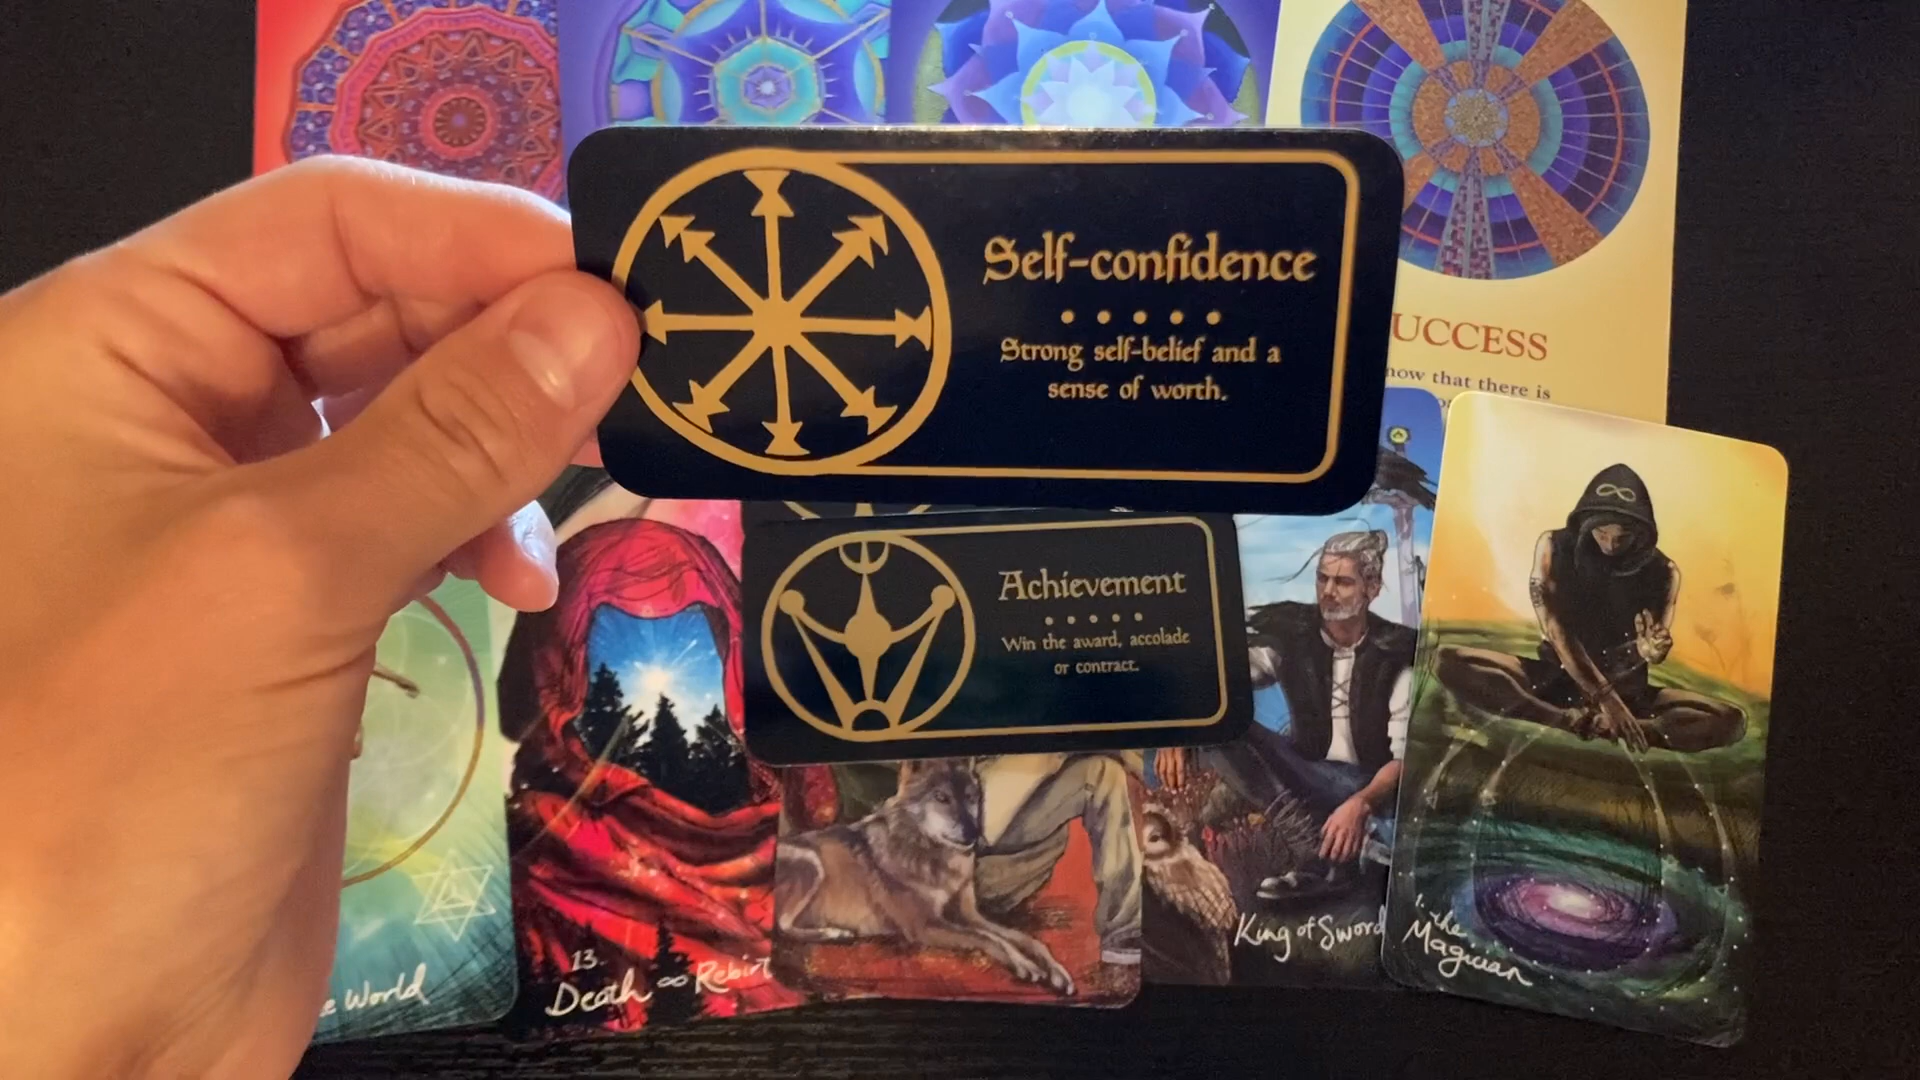 Self-confidence
Strong self-belief and a
sense of worth.
UCCESS
now that there is
Achievement
Win the award, accolade
or contract.
e World
13.
Death ∞ Rebirt
King of Sword
1. the
Magician